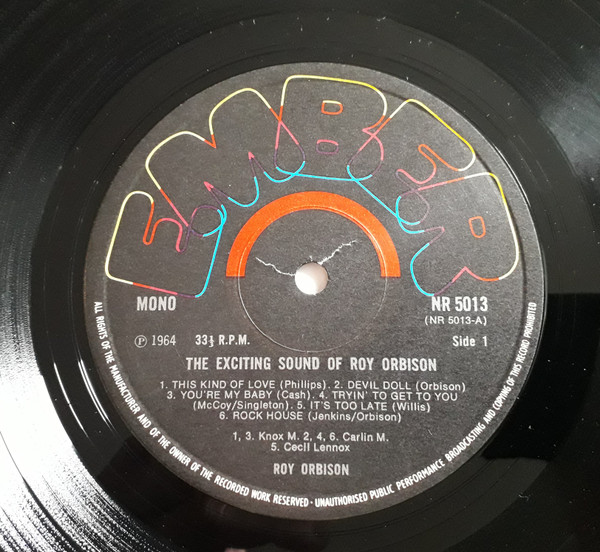 EMBER
MONO
NR 5013
(NR 5013-A)
Ⓟ 1964 33⅓ R.P.M.
Side 1
THE EXCITING SOUND OF ROY ORBISON
1. THIS KIND OF LOVE (Phillips). 2. DEVIL DOLL (Orbison)
3. YOU'RE MY BABY (Cash). 4. TRYIN' TO GET TO YOU
(McCoy/Singleton). 5. IT'S TOO LATE (Willis)
6. ROCK HOUSE (Jenkins/Orbison)
1, 3. Knox M. 2, 4, 6. Carlin M.
5. Cecil Lennox
ROY ORBISON
ALL RIGHTS OF THE MANUFACTURER AND OF THE OWNER OF THE RECORDED WORK RESERVED · UNAUTHORISED PUBLIC PERFORMANCE BROADCASTING AND COPYING OF THIS RECORD PROHIBITED